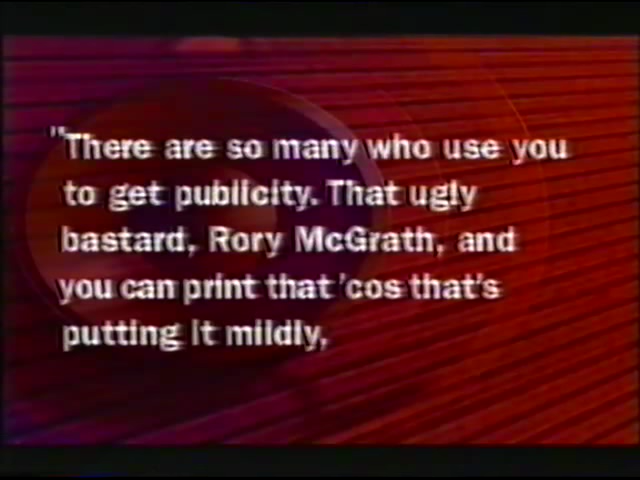 "There are so many who use you
to get publicity. That ugly
bastard, Rory McGrath, and
you can print that 'cos that's
putting it mildly,